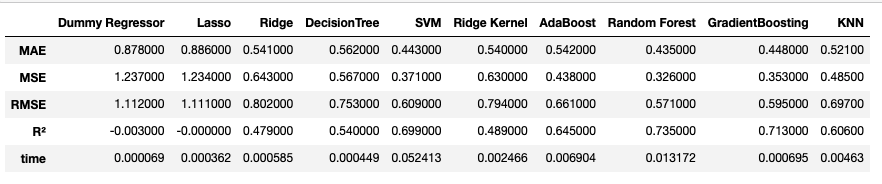 Dummy Regressor Lasso Ridge DecisionTree SVM Ridge Kernel AdaBoost Random Forest GradientBoosting KNN
MAE 0.878000 0.886000 0.541000 0.562000 0.443000 0.540000 0.542000 0.435000 0.448000 0.52100
MSE 1.237000 1.234000 0.643000 0.567000 0.371000 0.630000 0.438000 0.326000 0.353000 0.48500
RMSE 1.112000 1.111000 0.802000 0.753000 0.609000 0.794000 0.661000 0.571000 0.595000 0.69700
R² -0.003000 -0.000000 0.479000 0.540000 0.699000 0.489000 0.645000 0.735000 0.713000 0.60600
time 0.000069 0.000362 0.000585 0.000449 0.052413 0.002466 0.006904 0.013172 0.000695 0.00463